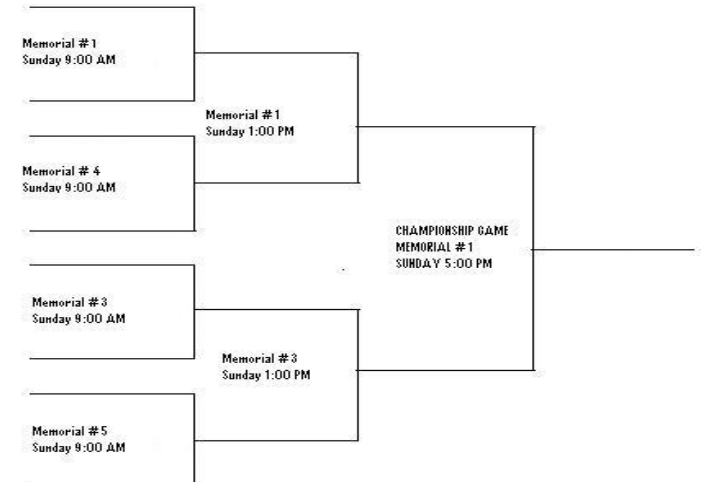 Memorial #1
Sunday 9:00 AM
Memorial #1
Sunday 1:00 PM
Memorial # 4
Sunday 9:00 AM
CHAMPIONSHIP GAME
MEMORIAL #1
SUNDAY 5:00 PM
Memorial #3
Sunday 9:00 AM
Memorial #3
Sunday 1:00 PM
Memorial #5
Sunday 9:00 AM